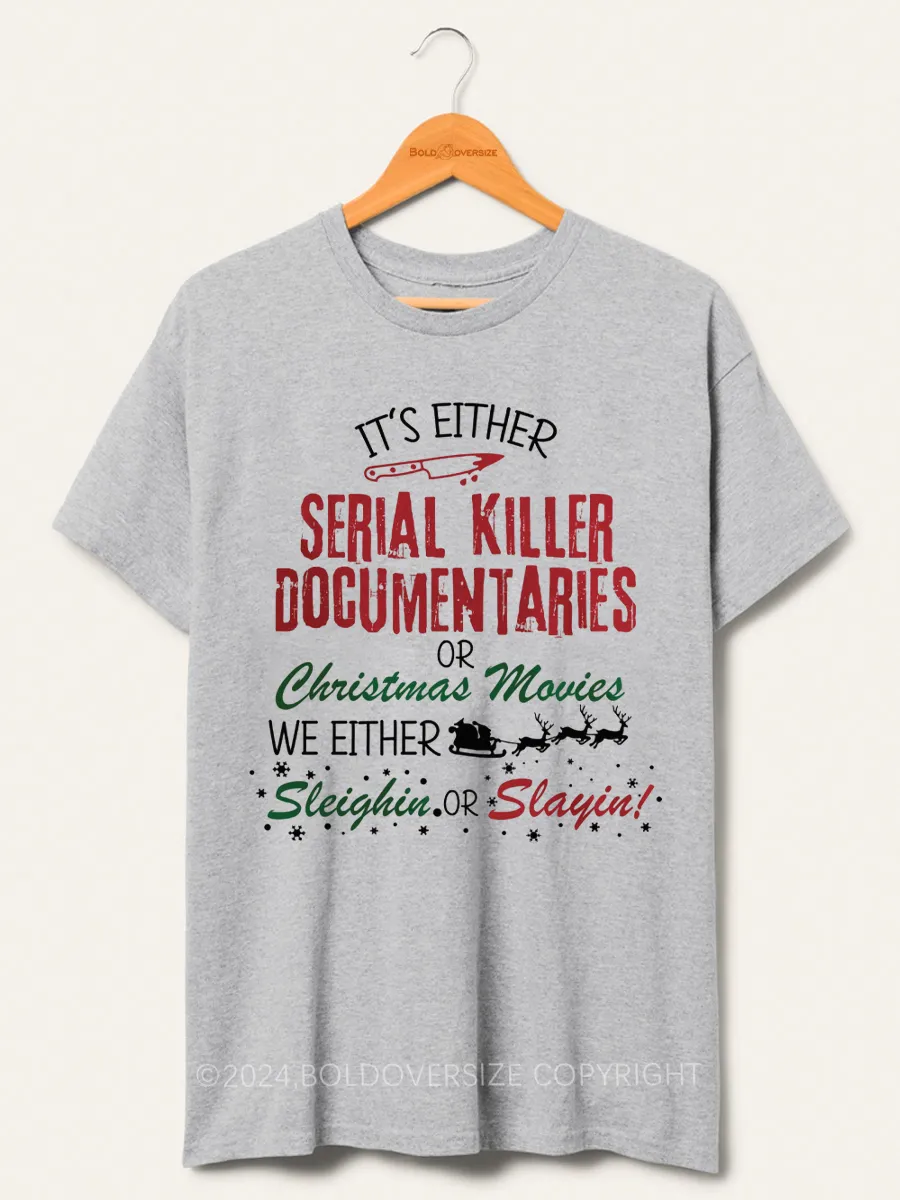 BOLD OVERSIZE
IT'S EITHER
SERIAL KILLER
DOCUMENTARIES
OR
Christmas Movies
WE EITHER
Sleighin. OR Slayin!
©2024,BOLDOVERSIZE COPYRIGHT